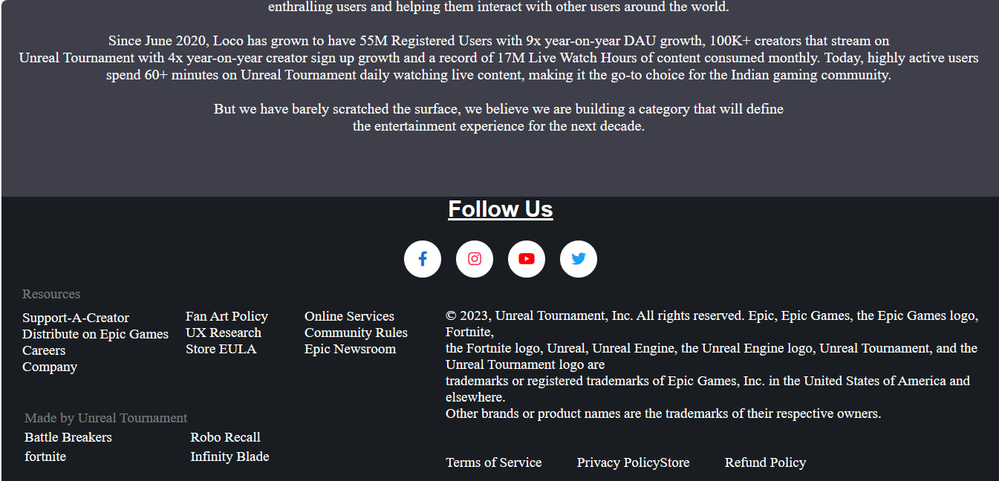 enthralling users and helping them interact with other users around the world.
Since June 2020, Loco has grown to have 55M Registered Users with 9x year-on-year DAU growth, 100K+ creators that stream on
Unreal Tournament with 4x year-on-year creator sign up growth and a record of 17M Live Watch Hours of content consumed monthly. Today, highly active users
spend 60+ minutes on Unreal Tournament daily watching live content, making it the go-to choice for the Indian gaming community.
But we have barely scratched the surface, we believe we are building a category that will define
the entertainment experience for the next decade.
Follow Us
Resources
Support-A-Creator
Distribute on Epic Games
Careers
Company
Fan Art Policy
UX Research
Store EULA
Online Services
Community Rules
Epic Newsroom
© 2023, Unreal Tournament, Inc. All rights reserved. Epic, Epic Games, the Epic Games logo,
Fortnite,
the Fortnite logo, Unreal, Unreal Engine, the Unreal Engine logo, Unreal Tournament, and the
Unreal Tournament logo are
trademarks or registered trademarks of Epic Games, Inc. in the United States of America and
elsewhere.
Other brands or product names are the trademarks of their respective owners.
Made by Unreal Tournament
Battle Breakers
fortnite
Robo Recall
Infinity Blade
Terms of Service
Privacy PolicyStore
Refund Policy